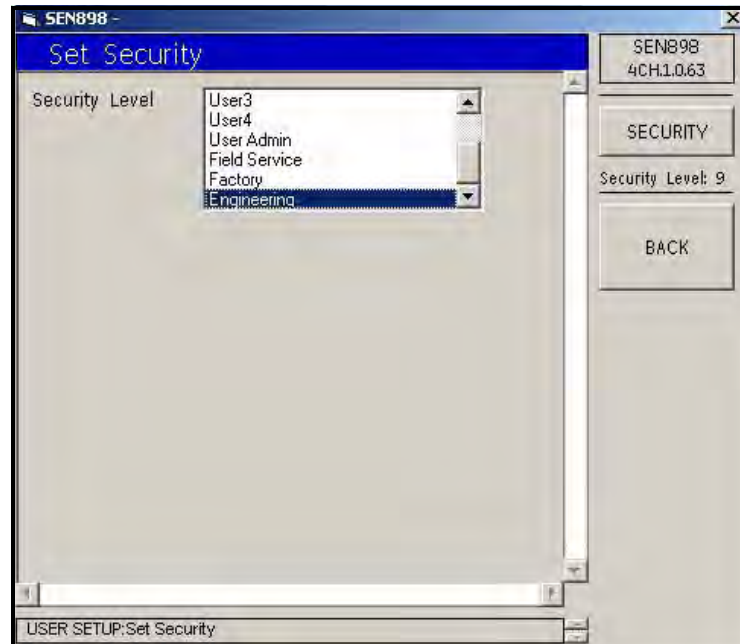 SEN898 -
Set Security
Security Level
User3
User4
User Admin
Field Service
Factory
Engineering
SEN898
4CH.1.0.63
SECURITY
Security Level: 9
BACK
USER SETUP:Set Security